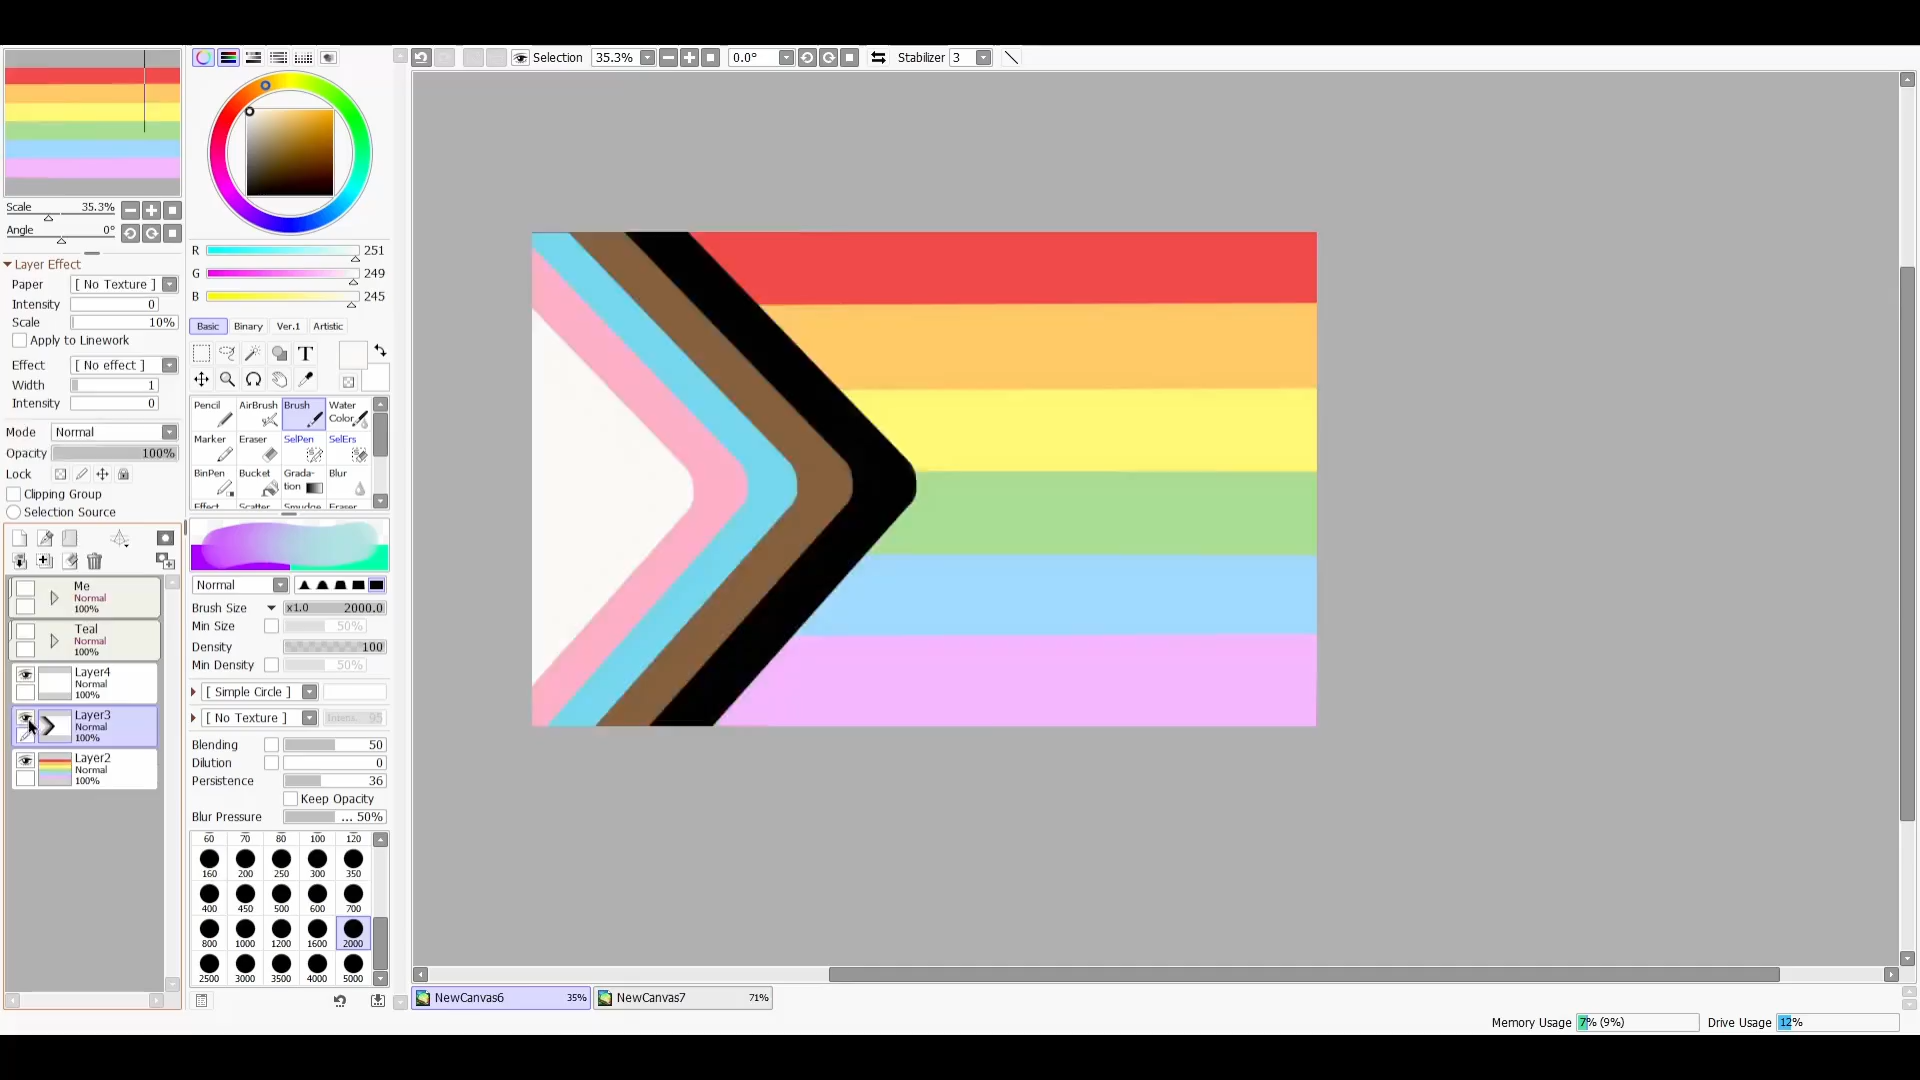 Selection 35.3% 0.0° Stabilizer 3
Scale 35.3%
Angle 0°
Layer Effect
Paper [ No Texture ]
Intensity 0
Scale 10%
Apply to Linework
Effect [ No effect ]
Width 1
Intensity 0
Mode Normal
Opacity 100%
Lock
Clipping Group
Selection Source
Me
Normal
100%
Teal
Normal
100%
Layer4
Normal
100%
Layer3
Normal
100%
Layer2
Normal
100%
R 251
G 249
B 245
Basic Binary Ver.1 Artistic
T
Pencil AirBrush Brush Water Color
Marker Eraser SelPen SelErs
BinPen Bucket Grada-tion Blur
Effect Scatter Smudge Eraser
Normal
Brush Size x1.0 2000.0
Min Size 50%
Density 100
Min Density 50%
[ Simple Circle ]
[ No Texture ] Intens. 95
Blending 50
Dilution 0
Persistence 36
Keep Opacity
Blur Pressure ... 50%
60 70 80 100 120
160 200 250 300 350
400 450 500 600 700
800 1000 1200 1600 2000
2500 3000 3500 4000 5000
NewCanvas6 35% NewCanvas7 71%
Memory Usage 7% (9%) Drive Usage 12%